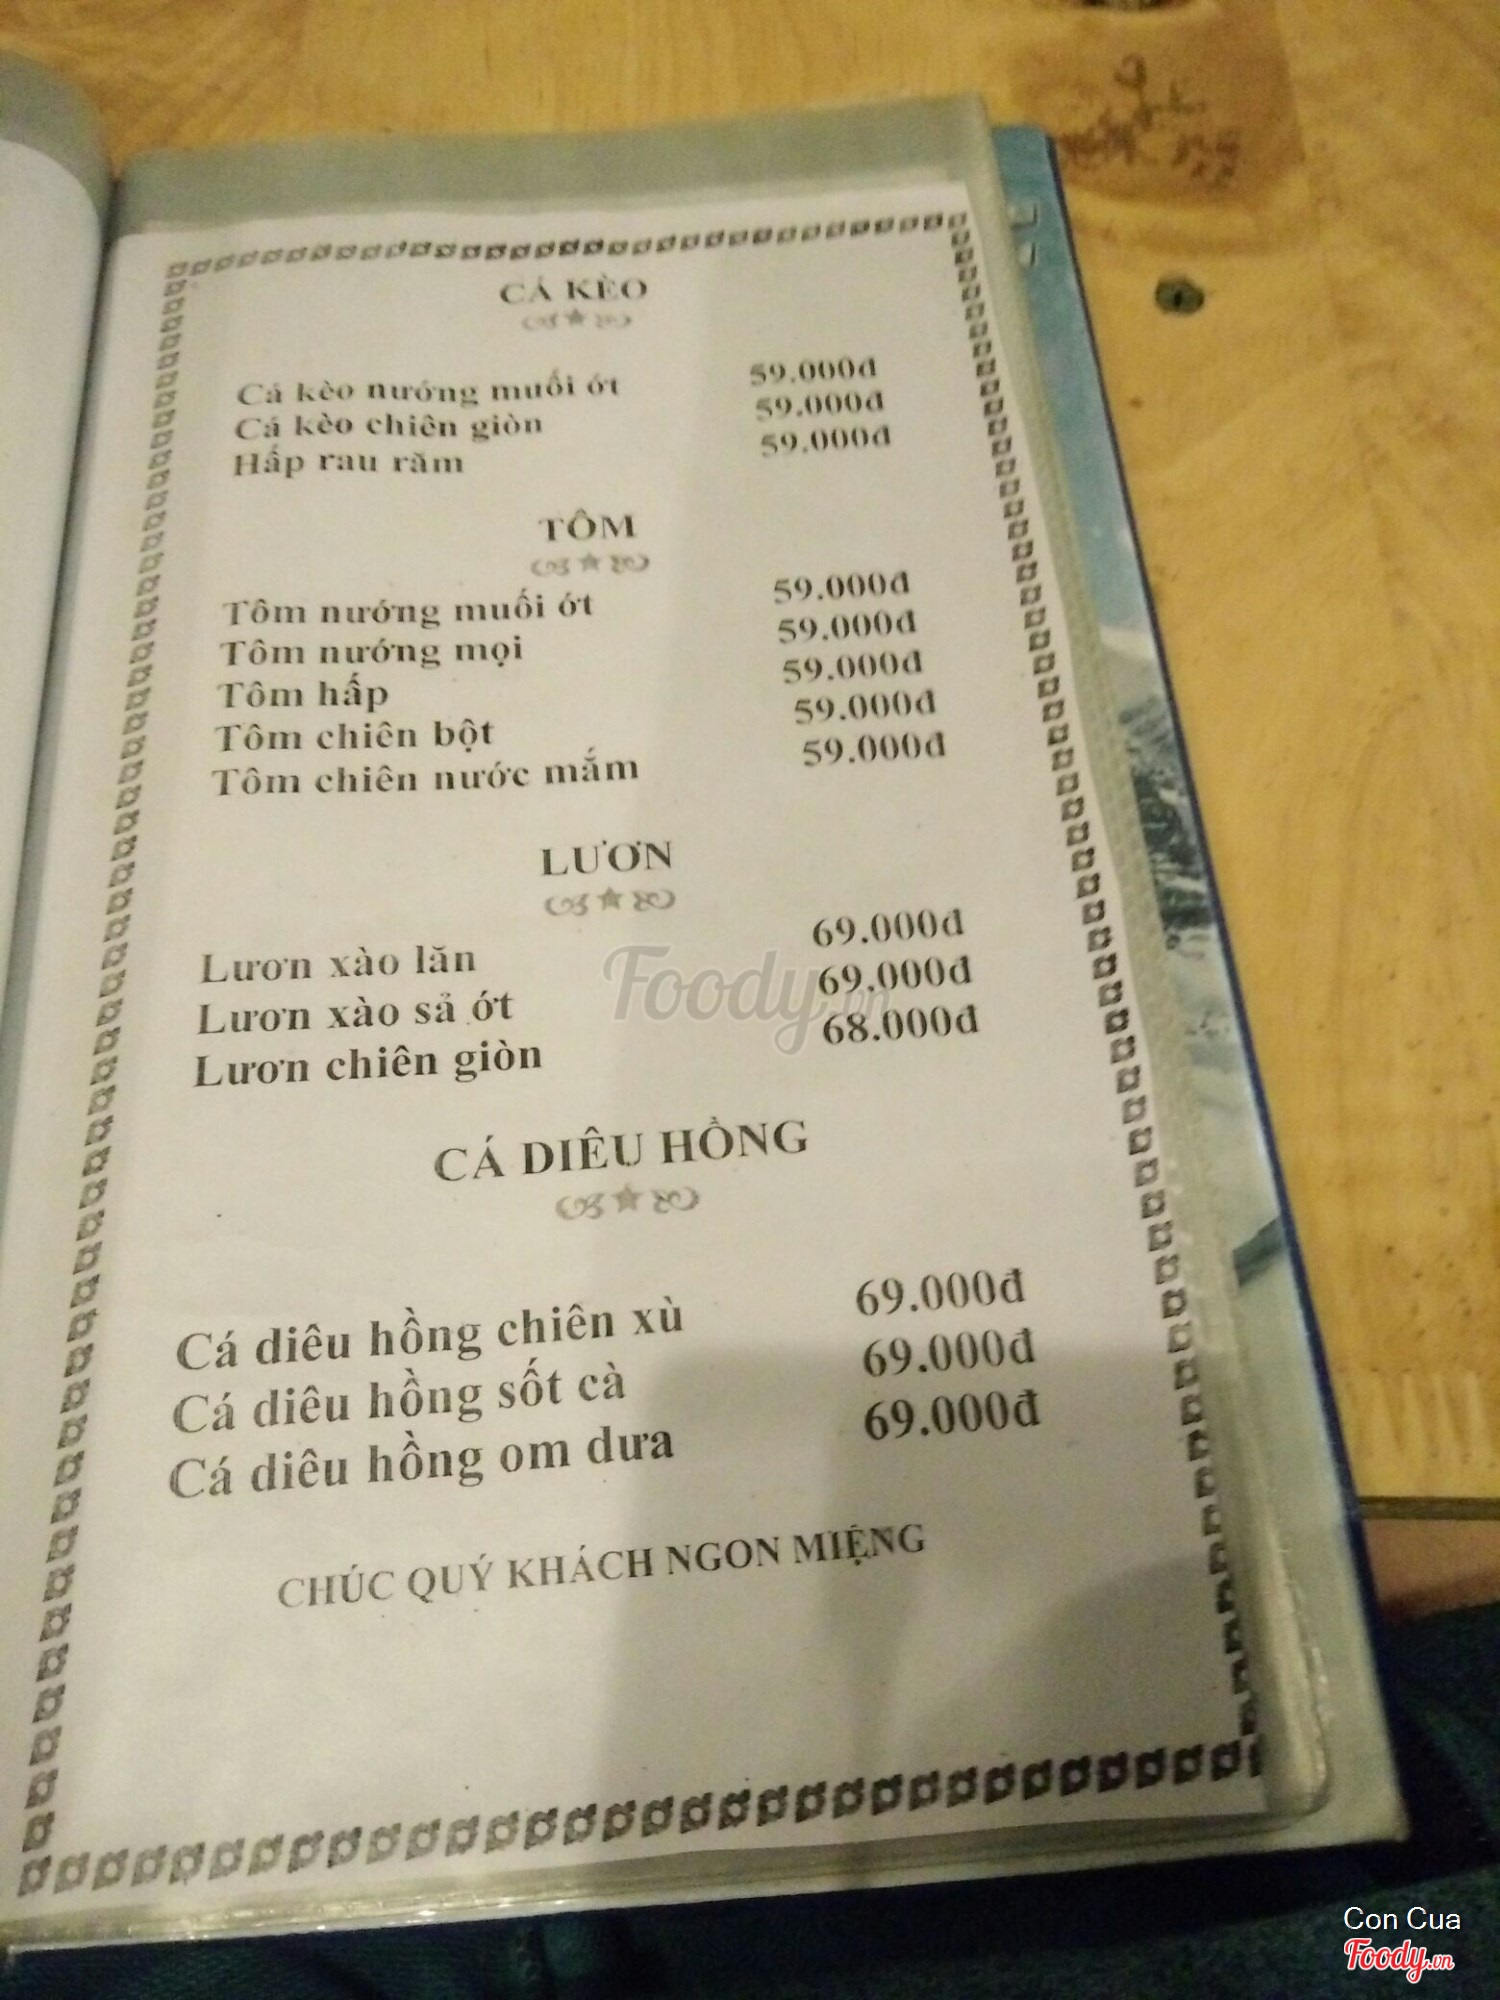 CÁ KÈO
Cá kèo nướng muối ớt 59.000đ
Cá kèo chiên giòn 59.000đ
Hấp rau răm 59.000đ
TÔM
Tôm nướng muối ớt 59.000đ
Tôm nướng mọi 59.000đ
Tôm hấp 59.000đ
Tôm chiên bột 59.000đ
Tôm chiên nước mắm 59.000đ
LƯƠN
Lươn xào lăn 69.000đ
Lươn xào sả ớt 69.000đ
Lươn chiên giòn 68.000đ
Foody.vn
CÁ DIÊU HỒNG
Cá diêu hồng chiên xù 69.000đ
Cá diêu hồng sốt cà 69.000đ
Cá diêu hồng om dưa 69.000đ
CHÚC QUÝ KHÁCH NGON MIỆNG
Con Cua
Foody.vn